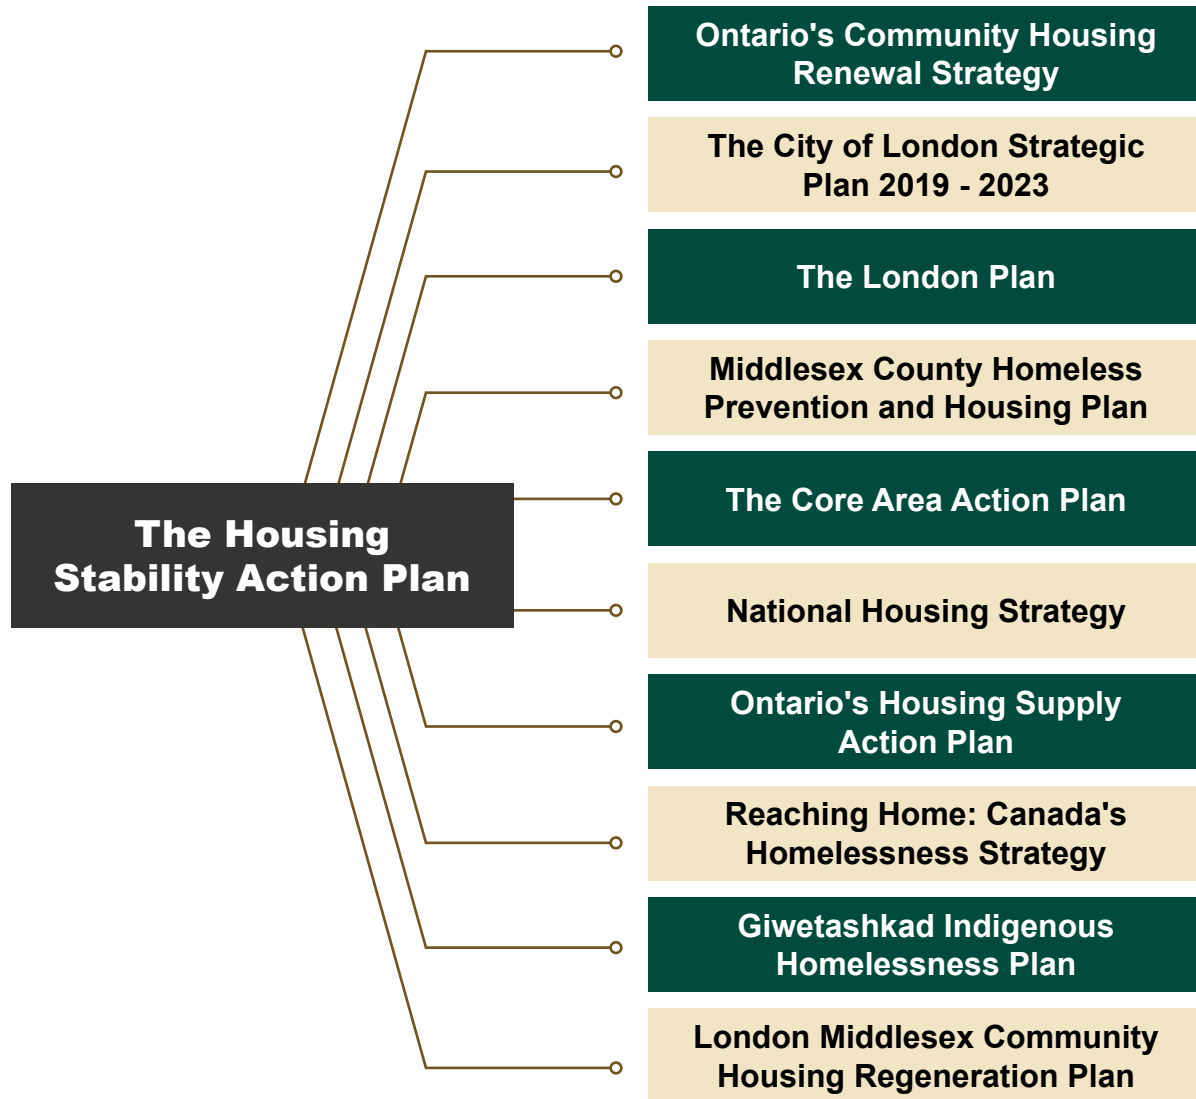 Ontario's Community Housing
Renewal Strategy
The City of London Strategic
Plan 2019 - 2023
The London Plan
Middlesex County Homeless
Prevention and Housing Plan
The Core Area Action Plan
The Housing
Stability Action Plan
National Housing Strategy
Ontario's Housing Supply
Action Plan
Reaching Home: Canada's
Homelessness Strategy
Giwetashkad Indigenous
Homelessness Plan
London Middlesex Community
Housing Regeneration Plan